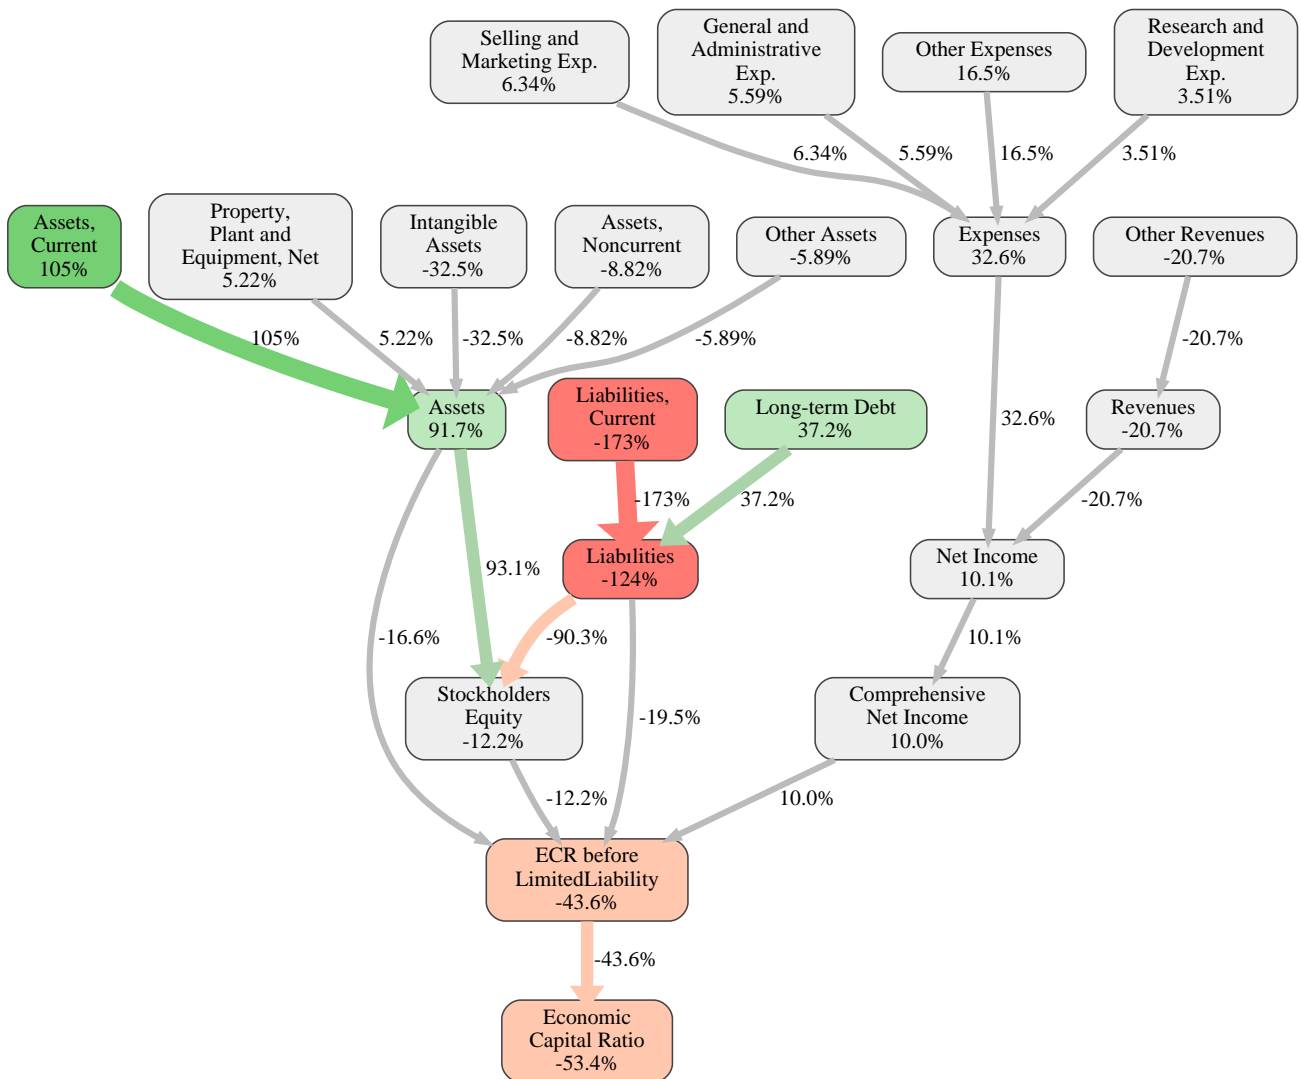 Selling and
Marketing Exp.
6.34%
General and
Administrative
Exp.
5.59%
Other Expenses
16.5%
Research and
Development
Exp.
3.51%
6.34%
5.59%
16.5%
3.51%
Assets,
Current
105%
Property,
Plant and
Equipment, Net
5.22%
Intangible
Assets
-32.5%
Assets,
Noncurrent
-8.82%
Other Assets
-5.89%
Expenses
32.6%
Other Revenues
-20.7%
105%
5.22%
-32.5%
-8.82%
-5.89%
-20.7%
Assets
91.7%
Liabilities,
Current
-173%
Long-term Debt
37.2%
32.6%
Revenues
-20.7%
-173%
37.2%
-20.7%
93.1%
Liabilities
-124%
Net Income
10.1%
-16.6%
-90.3%
10.1%
Stockholders
Equity
-12.2%
-19.5%
Comprehensive
Net Income
10.0%
-12.2%
10.0%
ECR before
LimitedLiability
-43.6%
-43.6%
Economic
Capital Ratio
-53.4%